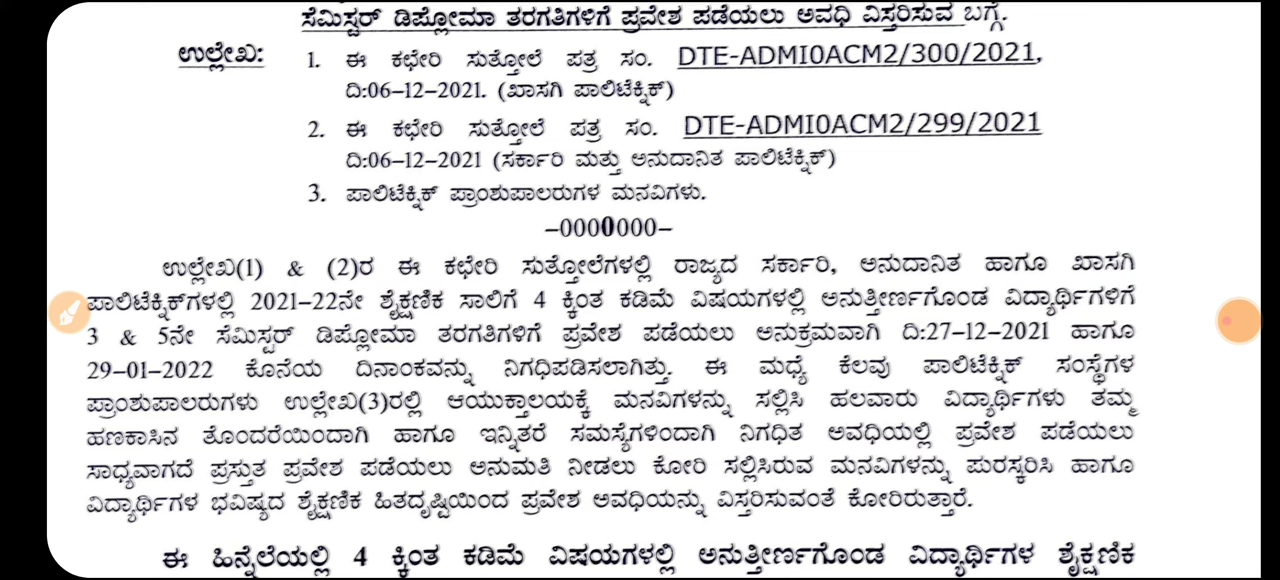 ಸೆಮಿಸ್ಟರ್ ಡಿಪ್ಲೋಮಾ ತರಗತಿಗಳಿಗೆ ಪ್ರವೇಶ ಪಡೆಯಲು ಅವಧಿ ವಿಸ್ತರಿಸುವ ಬಗ್ಗೆ.
ಉಲ್ಲೇಖ: 1. ಈ ಕಛೇರಿ ಸುತ್ತೋಲೆ ಪತ್ರ ಸಂ. DTE-ADMI0ACM2/300/2021,
ದಿ:06-12-2021. (ಖಾಸಗಿ ಪಾಲಿಟೆಕ್ನಿಕ್)
2. ಈ ಕಛೇರಿ ಸುತ್ತೋಲೆ ಪತ್ರ ಸಂ. DTE-ADMI0ACM2/299/2021
ದಿ:06-12-2021 (ಸರ್ಕಾರಿ ಮತ್ತು ಅನುದಾನಿತ ಪಾಲಿಟೆಕ್ನಿಕ್)
3. ಪಾಲಿಟೆಕ್ನಿಕ್ ಪ್ರಾಂಶುಪಾಲರುಗಳ ಮನವಿಗಳು.
-0000000-
ಉಲ್ಲೇಖ(1) & (2)ರ ಈ ಕಛೇರಿ ಸುತ್ತೋಲೆಗಳಲ್ಲಿ ರಾಜ್ಯದ ಸರ್ಕಾರಿ, ಅನುದಾನಿತ ಹಾಗೂ ಖಾಸಗಿ
ಪಾಲಿಟೆಕ್ನಿಕ್‌ಗಳಲ್ಲಿ 2021-22ನೇ ಶೈಕ್ಷಣಿಕ ಸಾಲಿಗೆ 4 ಕ್ಕಿಂತ ಕಡಿಮೆ ವಿಷಯಗಳಲ್ಲಿ ಅನುತ್ತೀರ್ಣಗೊಂಡ ವಿದ್ಯಾರ್ಥಿಗಳಿಗೆ
3 & 5ನೇ ಸೆಮಿಸ್ಟರ್ ಡಿಪ್ಲೋಮಾ ತರಗತಿಗಳಿಗೆ ಪ್ರವೇಶ ಪಡೆಯಲು ಅನುಕ್ರಮವಾಗಿ ದಿ:27-12-2021 ಹಾಗೂ
29-01-2022 ಕೊನೆಯ ದಿನಾಂಕವನ್ನು ನಿಗಧಿಪಡಿಸಲಾಗಿತ್ತು. ಈ ಮಧ್ಯೆ ಕೆಲವು ಪಾಲಿಟೆಕ್ನಿಕ್ ಸಂಸ್ಥೆಗಳ
ಪ್ರಾಂಶುಪಾಲರುಗಳು ಉಲ್ಲೇಖ(3)ರಲ್ಲಿ ಆಯುಕ್ತಾಲಯಕ್ಕೆ ಮನವಿಗಳನ್ನು ಸಲ್ಲಿಸಿ ಹಲವಾರು ವಿದ್ಯಾರ್ಥಿಗಳು ತಮ್ಮ
ಹಣಕಾಸಿನ ತೊಂದರೆಯಿಂದಾಗಿ ಹಾಗೂ ಇನ್ನಿತರೆ ಸಮಸ್ಯೆಗಳಿಂದಾಗಿ ನಿಗಧಿತ ಅವಧಿಯಲ್ಲಿ ಪ್ರವೇಶ ಪಡೆಯಲು
ಸಾಧ್ಯವಾಗದೆ ಪ್ರಸ್ತುತ ಪ್ರವೇಶ ಪಡೆಯಲು ಅನುಮತಿ ನೀಡಲು ಕೋರಿ ಸಲ್ಲಿಸಿರುವ ಮನವಿಗಳನ್ನು ಪುರಸ್ಕರಿಸಿ ಹಾಗೂ
ವಿದ್ಯಾರ್ಥಿಗಳ ಭವಿಷ್ಯದ ಶೈಕ್ಷಣಿಕ ಹಿತದೃಷ್ಟಿಯಿಂದ ಪ್ರವೇಶ ಅವಧಿಯನ್ನು ವಿಸ್ತರಿಸುವಂತೆ ಕೋರಿರುತ್ತಾರೆ.
ಈ ಹಿನ್ನೆಲೆಯಲ್ಲಿ 4 ಕ್ಕಿಂತ ಕಡಿಮೆ ವಿಷಯಗಳಲ್ಲಿ ಅನುತ್ತೀರ್ಣಗೊಂಡ ವಿದ್ಯಾರ್ಥಿಗಳ ಶೈಕ್ಷಣಿಕ